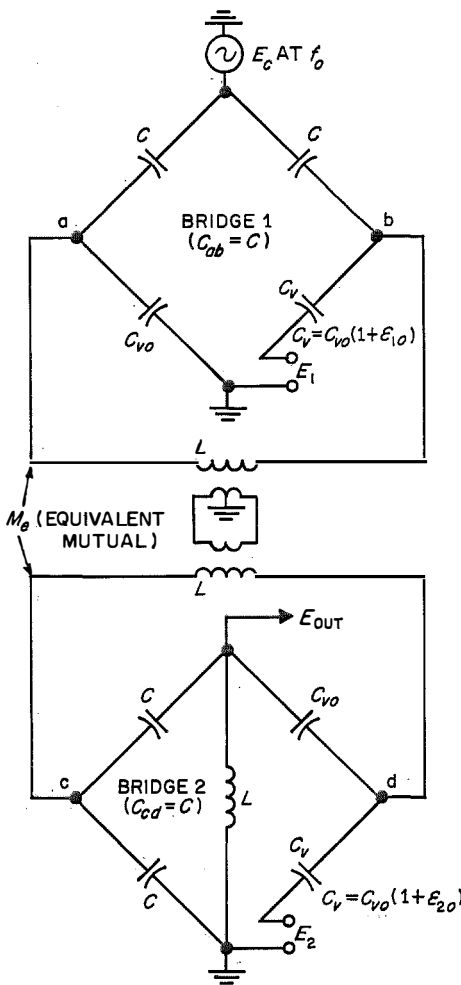 E_c AT f_o
C
C
a
b
BRIDGE 1
(C_ab = C)
C_v
C_vo
C_v = C_vo(1+ε_1o)
E_1
L
M_e (EQUIVALENT
MUTUAL)
L
E_OUT
C
C_vo
c
d
BRIDGE 2
(C_cd = C)
L
C_v
C
C_v = C_vo(1+ε_2o)
E_2